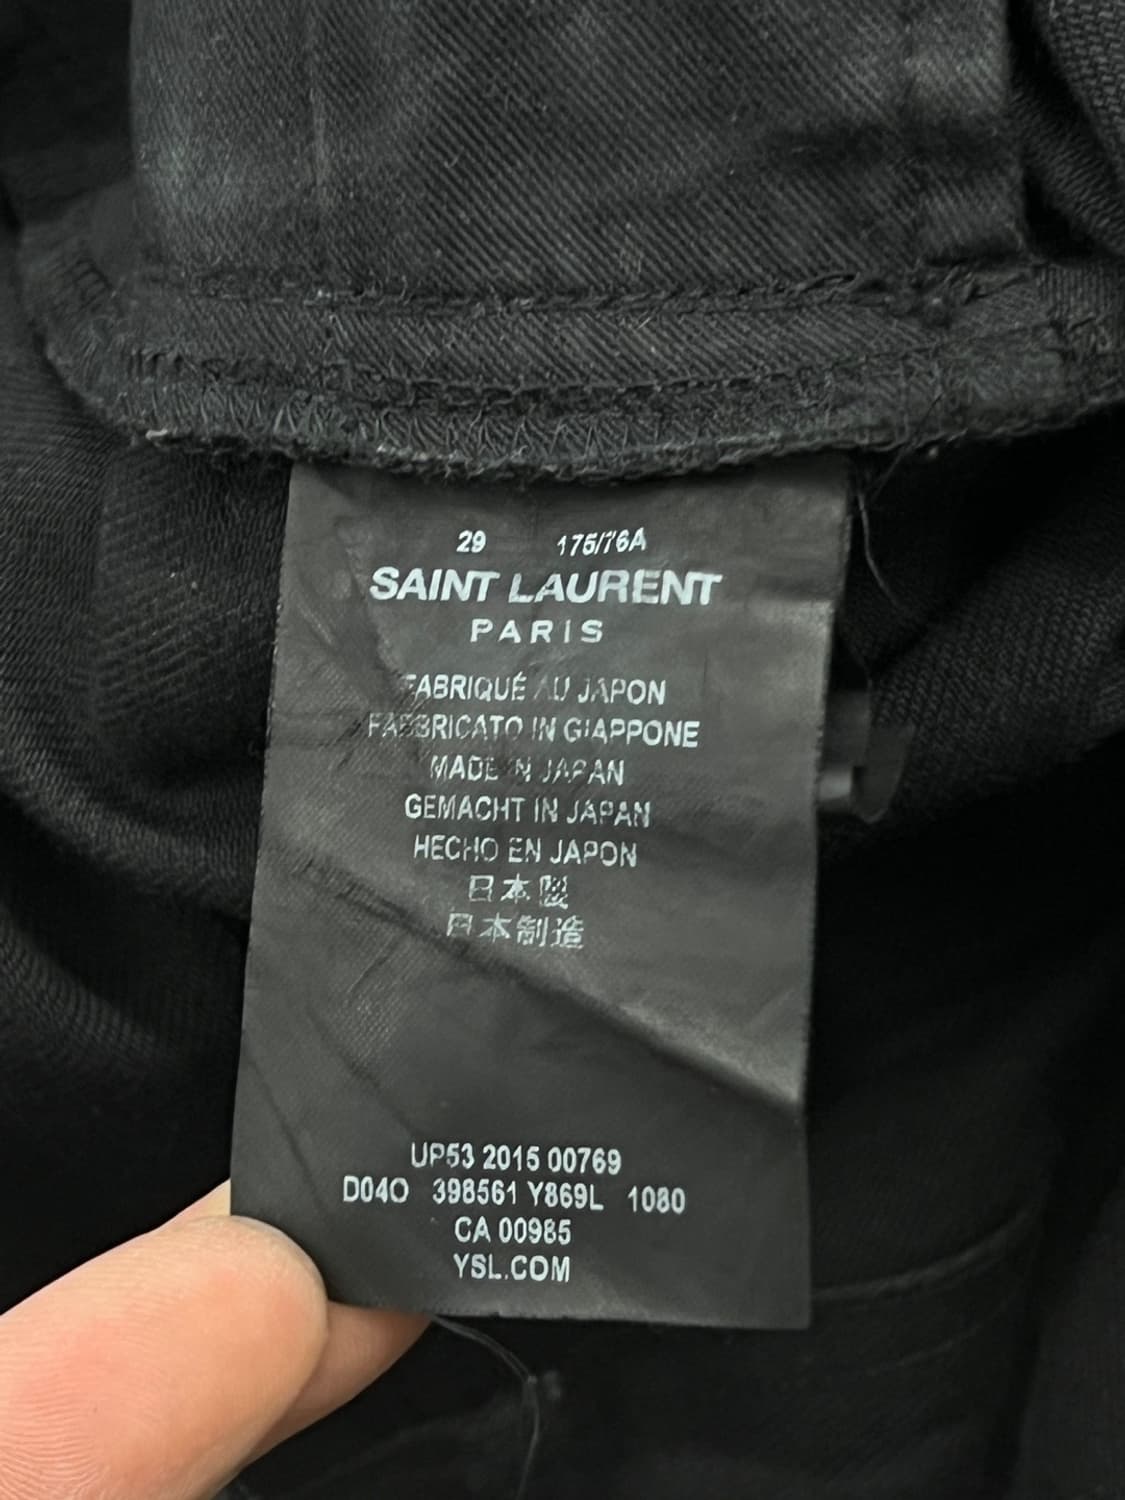 29 175/76A
SAINT LAURENT
PARIS
FABRIQUÉ AU JAPON
FABBRICATO IN GIAPPONE
MADE IN JAPAN
GEMACHT IN JAPAN
HECHO EN JAPON
日本製
日本制造
UP53 2015 00769
D04O 398561 Y869L 1080
CA 00985
YSL.COM